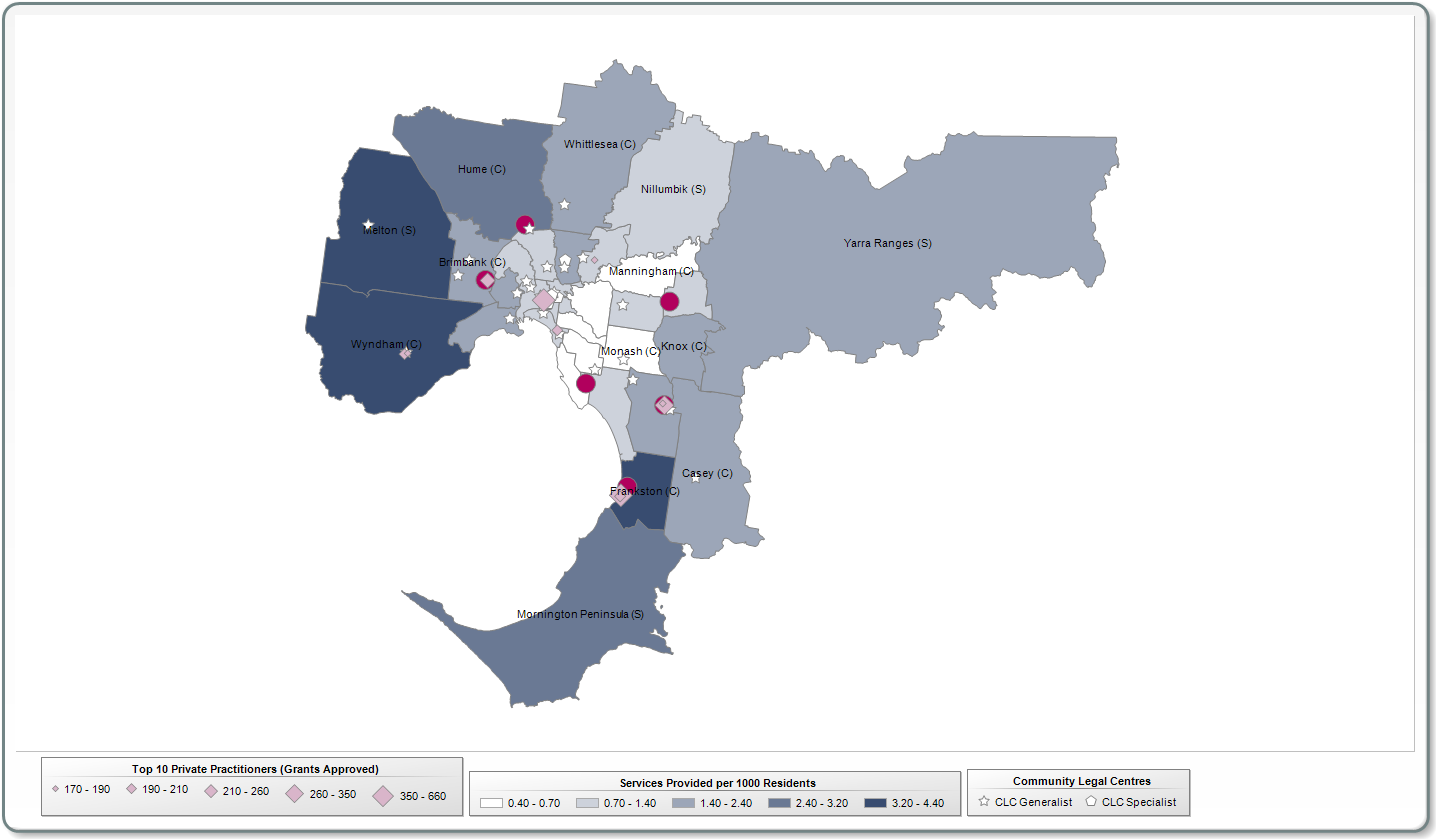 Whittlesea (C)
Hume (C)
Nillumbik (S)
Melton (S)
Yarra Ranges (S)
Brimbank (C)
Manningham (C)
Wyndham (C)
Monash (C)
Knox (C)
Casey (C)
Frankston (C)
Mornington Peninsula (S)
Top 10 Private Practitioners (Grants Approved)
170 - 190 190 - 210 210 - 260 260 - 350 350 - 660
Services Provided per 1000 Residents
0.40 - 0.70 0.70 - 1.40 1.40 - 2.40 2.40 - 3.20 3.20 - 4.40
Community Legal Centres
CLC Generalist CLC Specialist